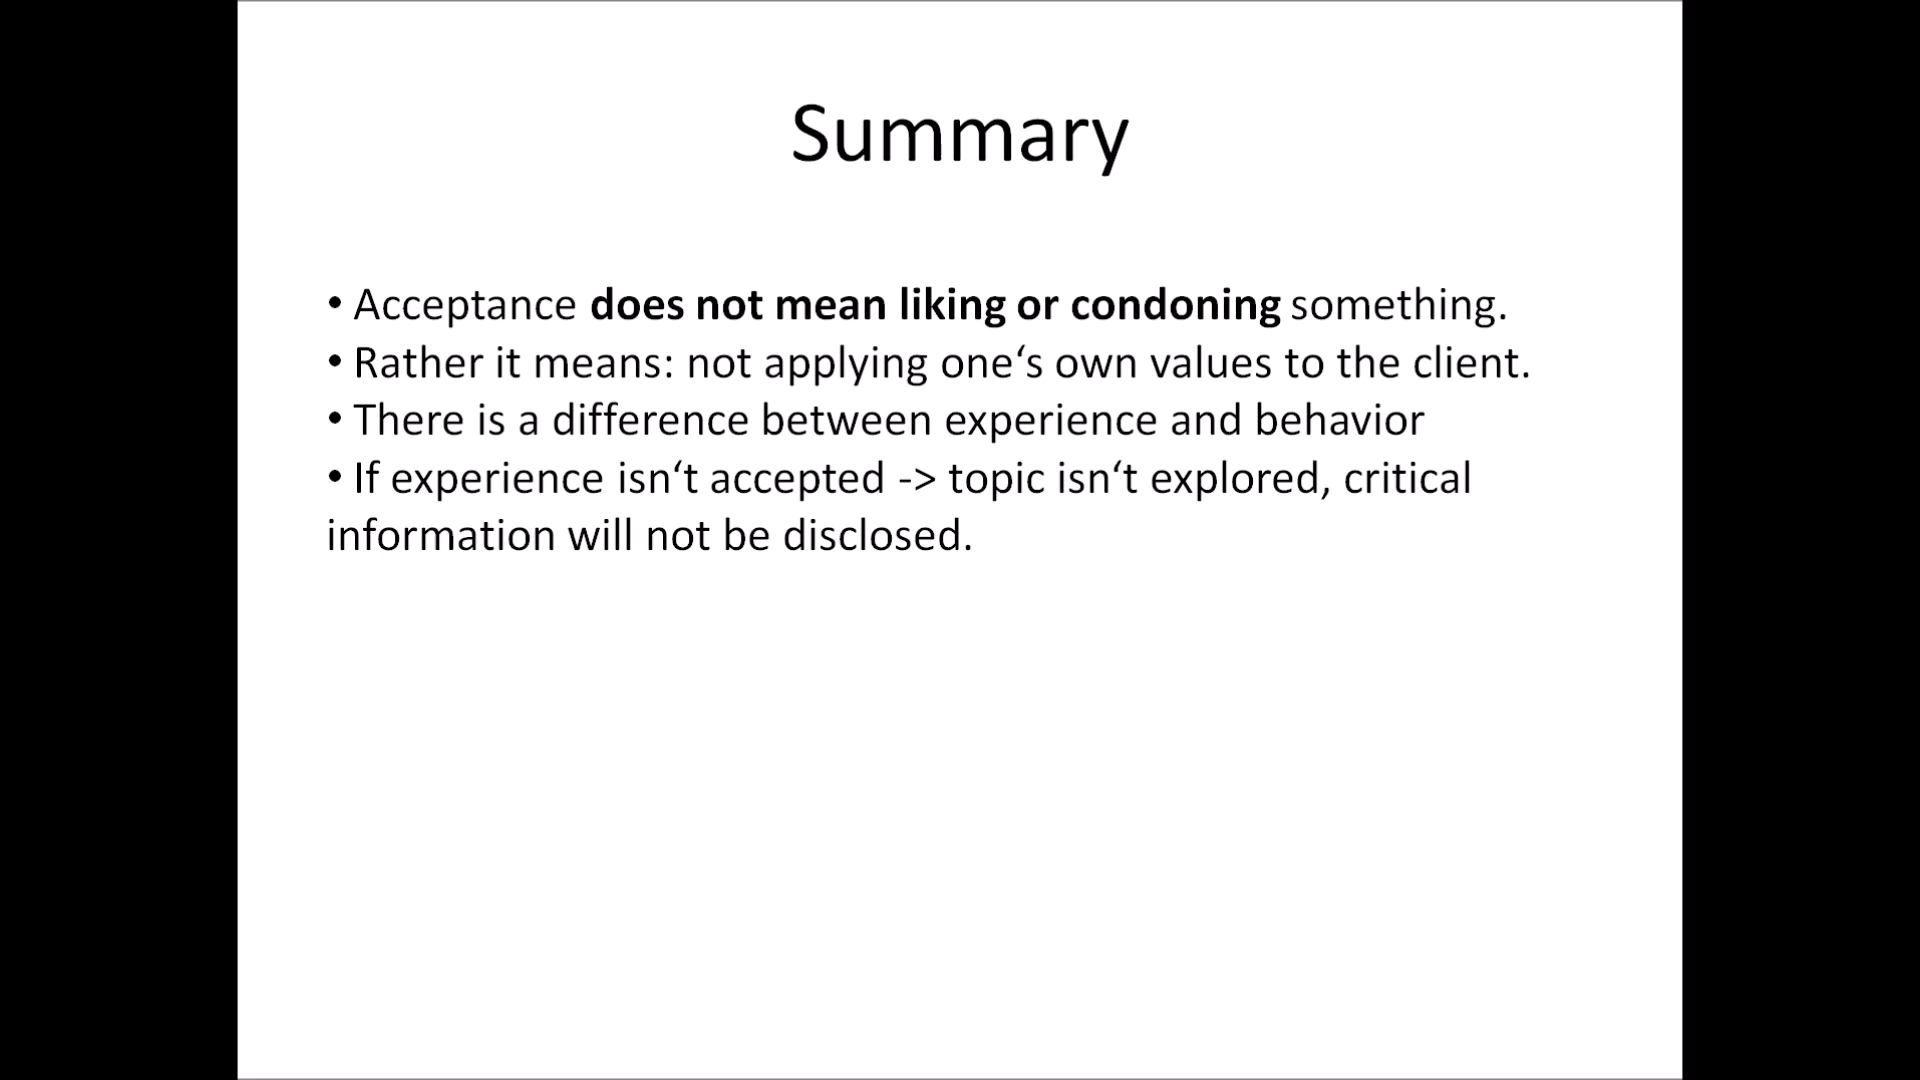 Summary
• Acceptance does not mean liking or condoning something.
• Rather it means: not applying one‘s own values to the client.
• There is a difference between experience and behavior
• If experience isn‘t accepted -> topic isn‘t explored, critical
information will not be disclosed.